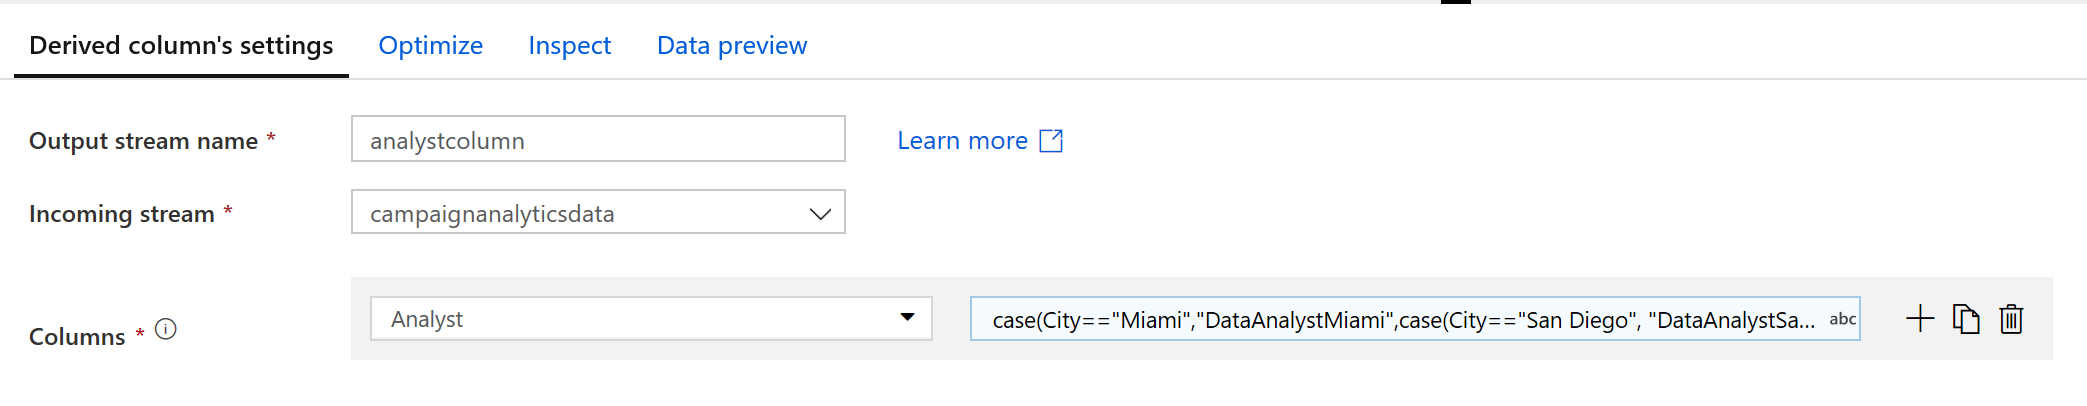 Derived column's settings Optimize Inspect Data preview
Output stream name * analystcolumn Learn more
Incoming stream * campaignanalyticsdata
Columns * Analyst case(City=="Miami","DataAnalystMiami",case(City=="San Diego", "DataAnalystSa... abc